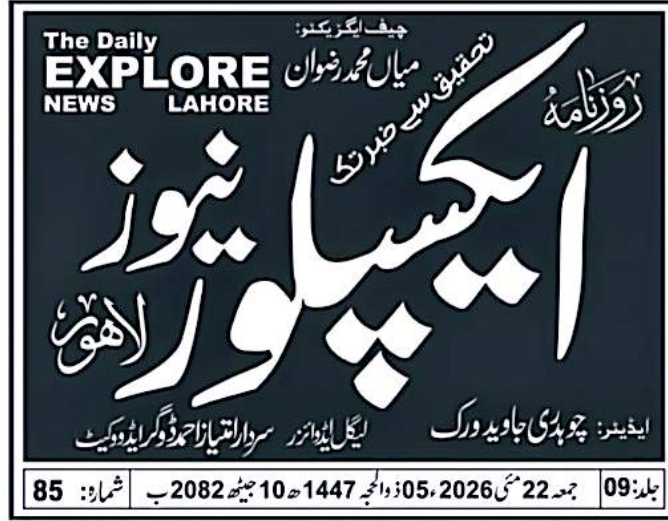 The Daily
EXPLORE
NEWS LAHORE
چیف ایگزیکٹو:
میاں محمد رضوان
تحقیق سے خبر تک
روزنامہ
ایکسپلور نیوز
لاہور
ایڈیٹر: چوہدری جاوید ورک
لیگل ایڈوائزر سردار امتیاز احمد ڈوگر ایڈووکیٹ
جلد: 09 جمعہ 22 مئی 2026ء 05 ذوالحجہ 1447ھ 10 جیٹھ 2082 ب شمارہ: 85